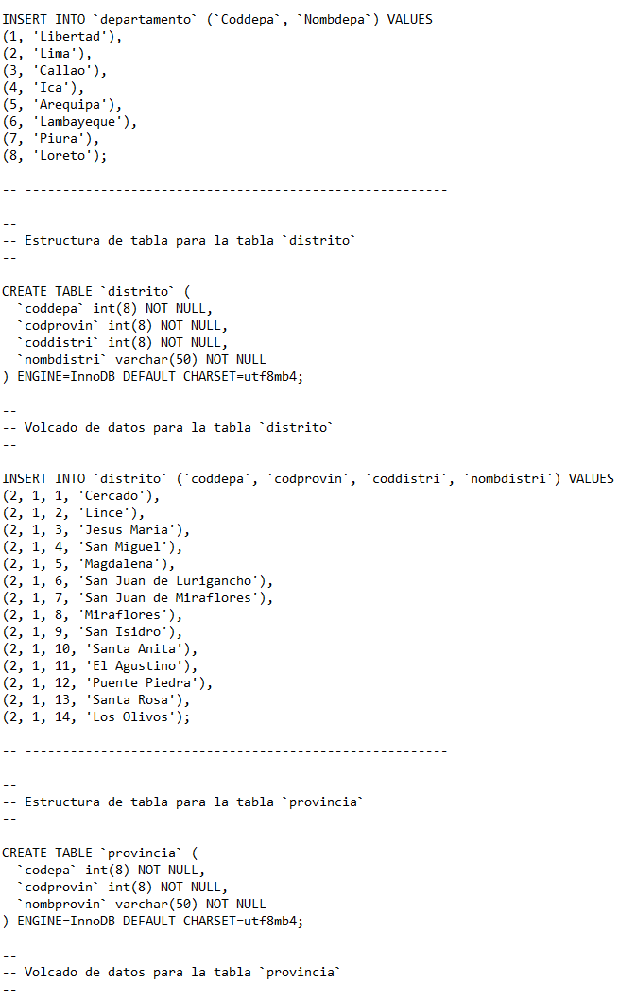 INSERT INTO `departamento` (`Coddepa`, `Nombdepa`) VALUES
(1, 'Libertad'),
(2, 'Lima'),
(3, 'Callao'),
(4, 'Ica'),
(5, 'Arequipa'),
(6, 'Lambayeque'),
(7, 'Piura'),
(8, 'Loreto');
-- --------------------------------------------------------
--
-- Estructura de tabla para la tabla `distrito`
--
CREATE TABLE `distrito` (
  `coddepa` int(8) NOT NULL,
  `codprovin` int(8) NOT NULL,
  `coddistri` int(8) NOT NULL,
  `nombdistri` varchar(50) NOT NULL
) ENGINE=InnoDB DEFAULT CHARSET=utf8mb4;
--
-- Volcado de datos para la tabla `distrito`
--
INSERT INTO `distrito` (`coddepa`, `codprovin`, `coddistri`, `nombdistri`) VALUES
(2, 1, 1, 'Cercado'),
(2, 1, 2, 'Lince'),
(2, 1, 3, 'Jesus Maria'),
(2, 1, 4, 'San Miguel'),
(2, 1, 5, 'Magdalena'),
(2, 1, 6, 'San Juan de Lurigancho'),
(2, 1, 7, 'San Juan de Miraflores'),
(2, 1, 8, 'Miraflores'),
(2, 1, 9, 'San Isidro'),
(2, 1, 10, 'Santa Anita'),
(2, 1, 11, 'El Agustino'),
(2, 1, 12, 'Puente Piedra'),
(2, 1, 13, 'Santa Rosa'),
(2, 1, 14, 'Los Olivos');
-- --------------------------------------------------------
--
-- Estructura de tabla para la tabla `provincia`
--
CREATE TABLE `provincia` (
  `codepa` int(8) NOT NULL,
  `codprovin` int(8) NOT NULL,
  `nombprovin` varchar(50) NOT NULL
) ENGINE=InnoDB DEFAULT CHARSET=utf8mb4;
--
-- Volcado de datos para la tabla `provincia`
--